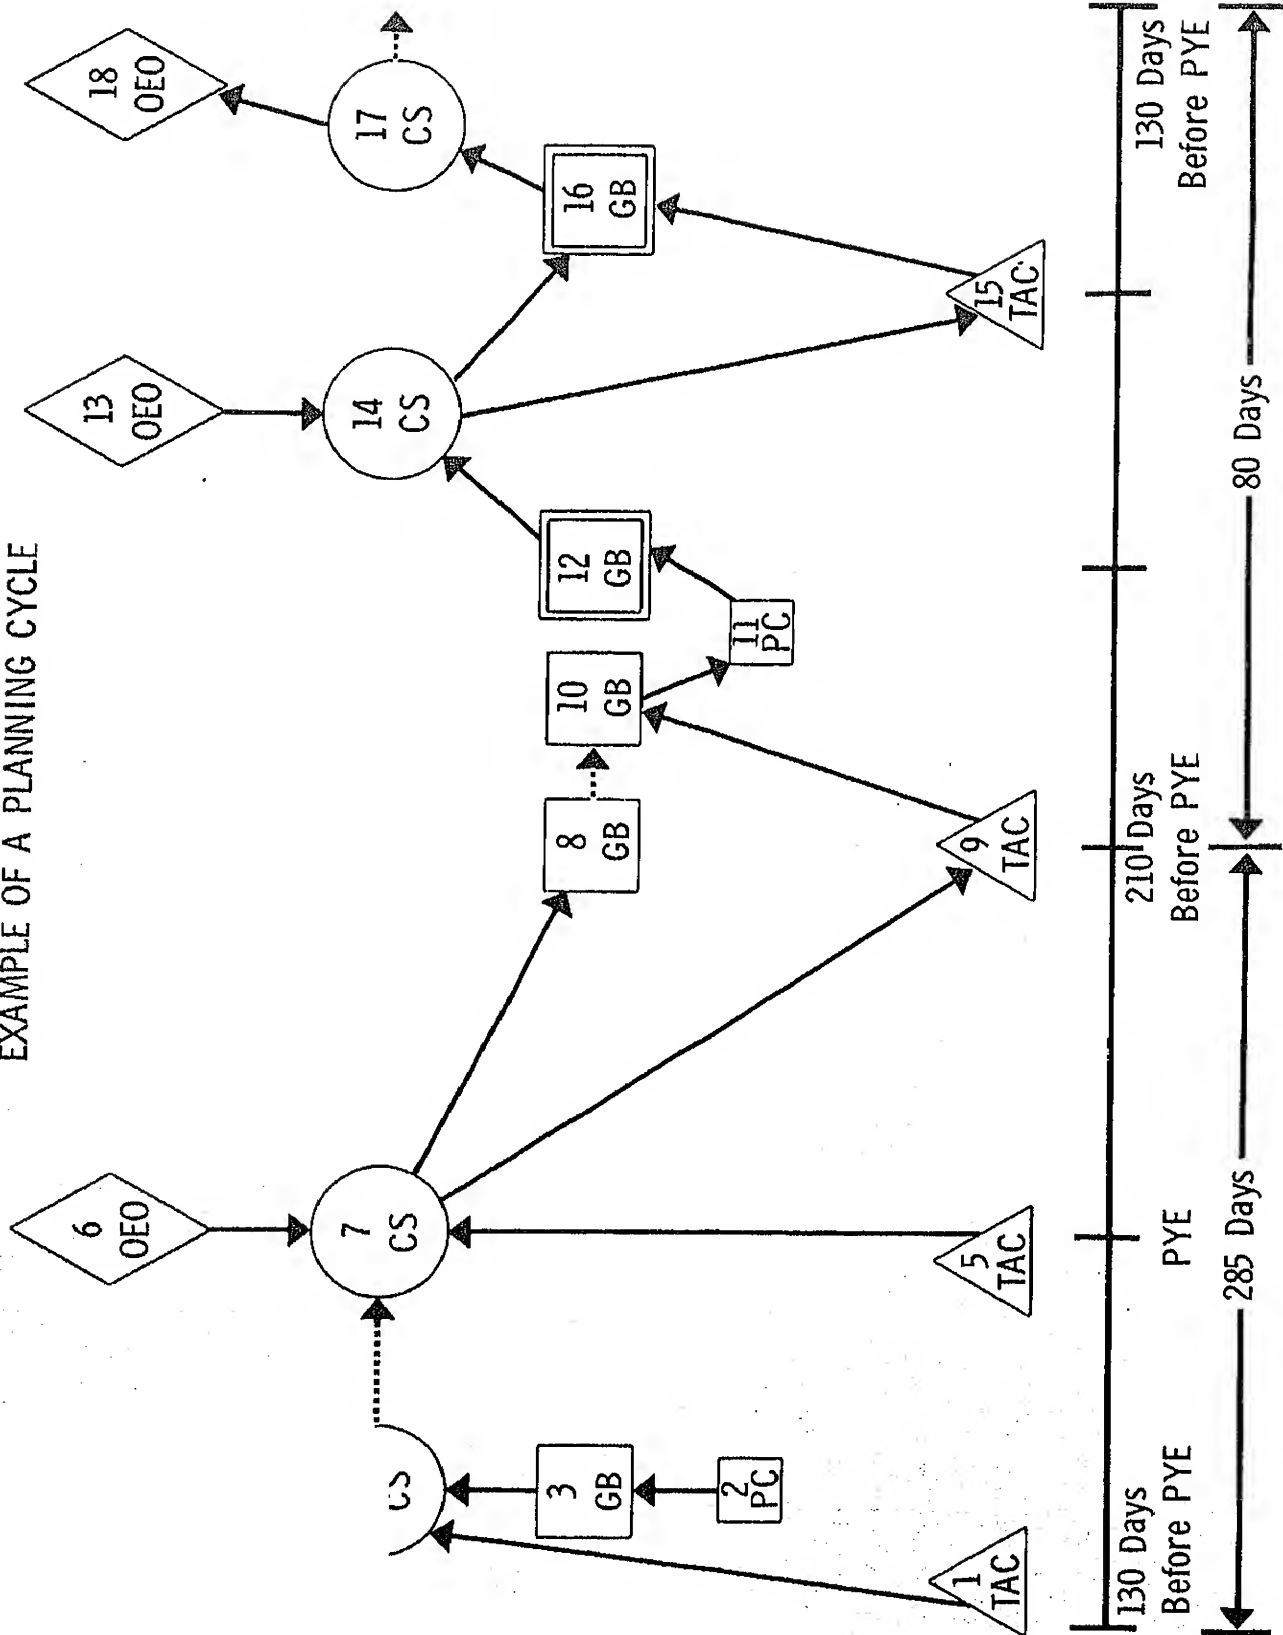 EXAMPLE OF A PLANNING CYCLE
6
OEO
13
OEO
18
OEO
CS
7
CS
14
CS
17
CS
3
GB
8
GB
10
GB
12
GB
16
GB
2
PC
11
PC
1
TAC
5
TAC
9
TAC
15
TAC
130 Days
Before PYE
PYE
210 Days
Before PYE
130 Days
Before PYE
285 Days
80 Days